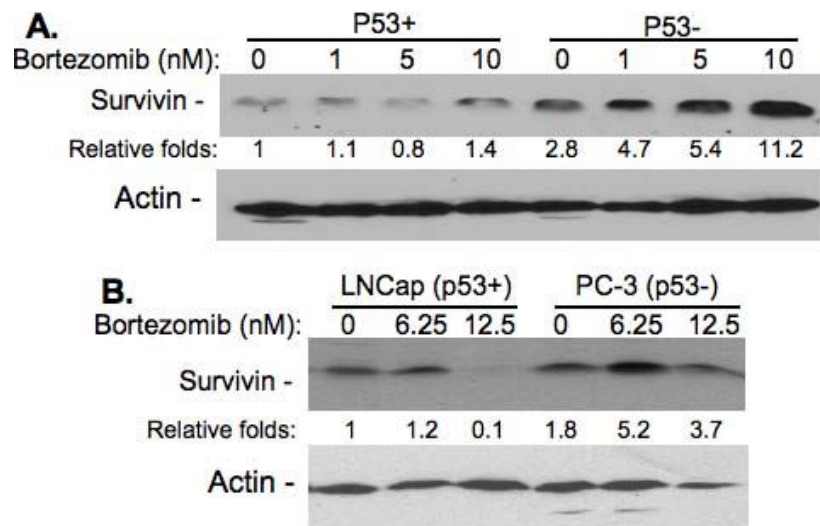 A.
P53+ P53-
Bortezomib (nM): 0 1 5 10 0 1 5 10
Survivin -
Relative folds: 1 1.1 0.8 1.4 2.8 4.7 5.4 11.2
Actin -
B.
LNCap (p53+) PC-3 (p53-)
Bortezomib (nM): 0 6.25 12.5 0 6.25 12.5
Survivin -
Relative folds: 1 1.2 0.1 1.8 5.2 3.7
Actin -